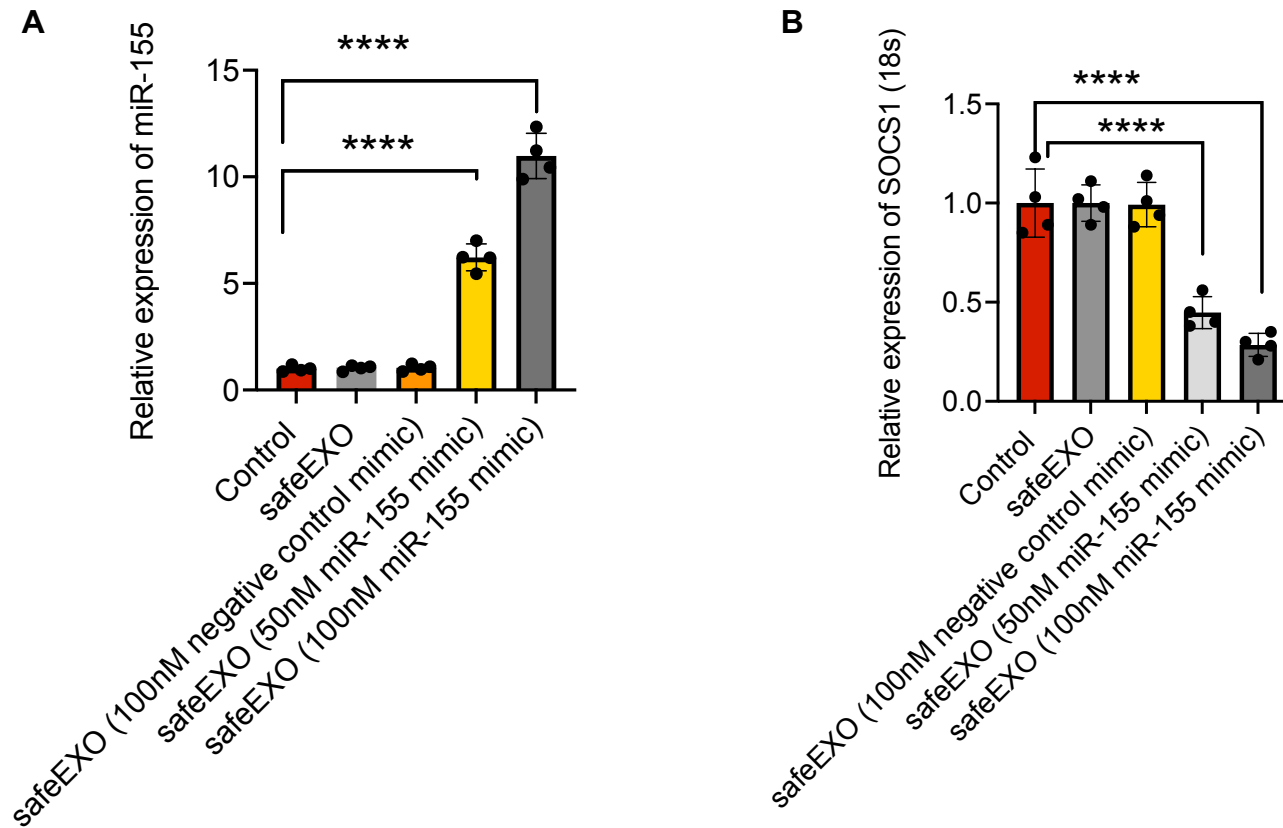 A
Relative expression of miR-155
15
10
5
0
****
****
Control
safeEXO
safeEXO (100nM negative control mimic)
safeEXO (50nM miR-155 mimic)
safeEXO (100nM miR-155 mimic)
B
Relative expression of SOCS1 (18s)
1.5
1.0
0.5
0.0
****
****
Control
safeEXO
safeEXO (100nM negative control mimic)
safeEXO (50nM miR-155 mimic)
safeEXO (100nM miR-155 mimic)